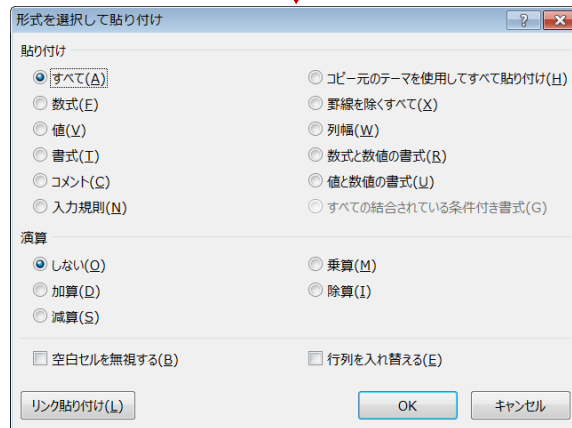 形式を選択して貼り付け
貼り付け
すべて(A)
コピー元のテーマを使用してすべて貼り付け(H)
数式(F)
罫線を除くすべて(X)
値(V)
列幅(W)
書式(T)
数式と数値の書式(R)
コメント(C)
値と数値の書式(U)
入力規則(N)
すべての結合されている条件付き書式(G)
演算
しない(O)
乗算(M)
加算(D)
除算(I)
減算(S)
空白セルを無視する(B)
行列を入れ替える(E)
リンク貼り付け(L)
OK
キャンセル